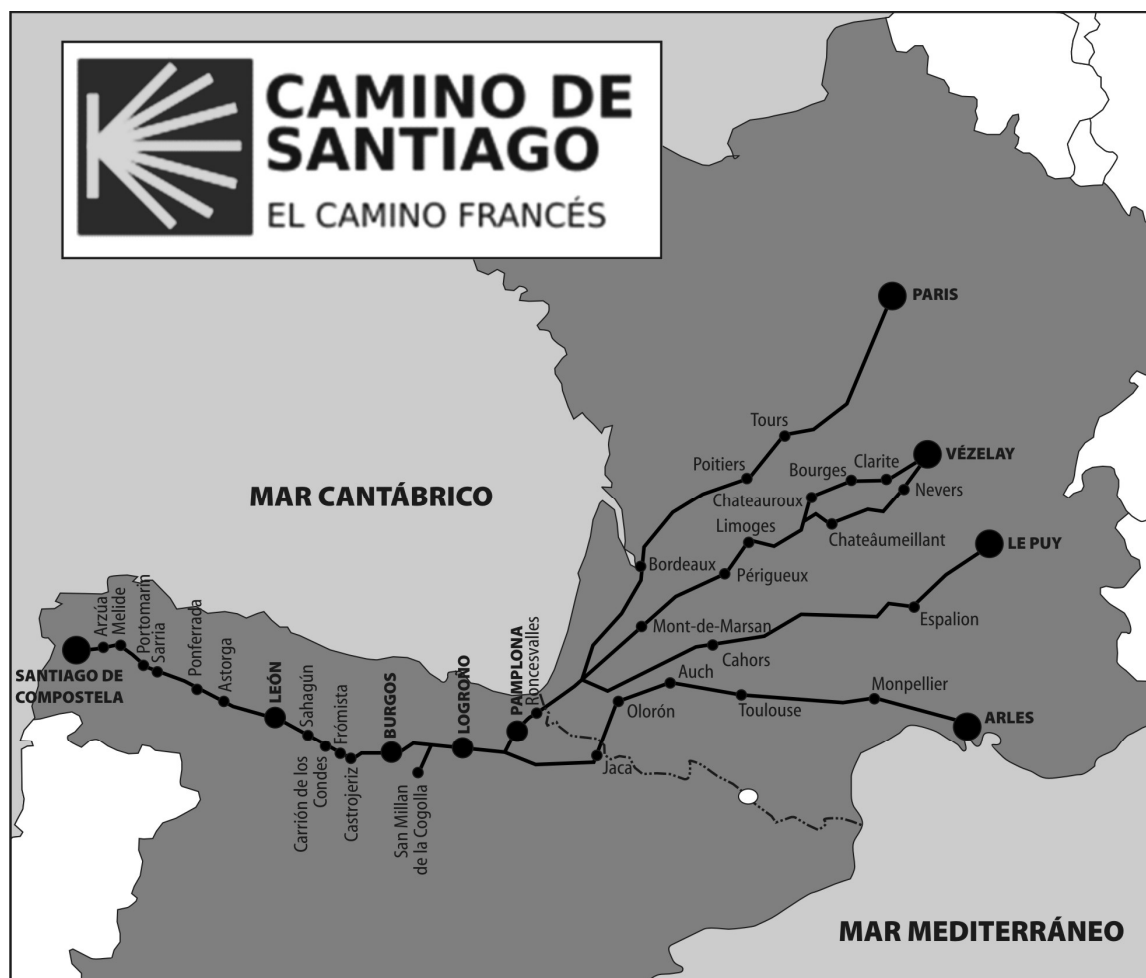 CAMINO DE
SANTIAGO
EL CAMINO FRANCÉS
PARIS
Tours
Poitiers
Bordeaux
VÉZELAY
Clarite
Bourges
Chateauroux
Nevers
Chateâumeillant
Limoges
Périgueux
Mont-de-Marsan
LE PUY
Espalion
Cahors
ARLES
Monpellier
Toulouse
Auch
Olorón
Jaca
MAR CANTÁBRICO
Roncesvalles
PAMPLONA
LOGROÑO
San Millan
de la Cogolla
BURGOS
Castrojeriz
Frómista
Carrión de los
Condes
Sahagún
LEÓN
Astorga
Ponferrada
Sarria
Portomarín
Melide
Arzúa
SANTIAGO DE
COMPOSTELA
MAR MEDITERRÁNEO